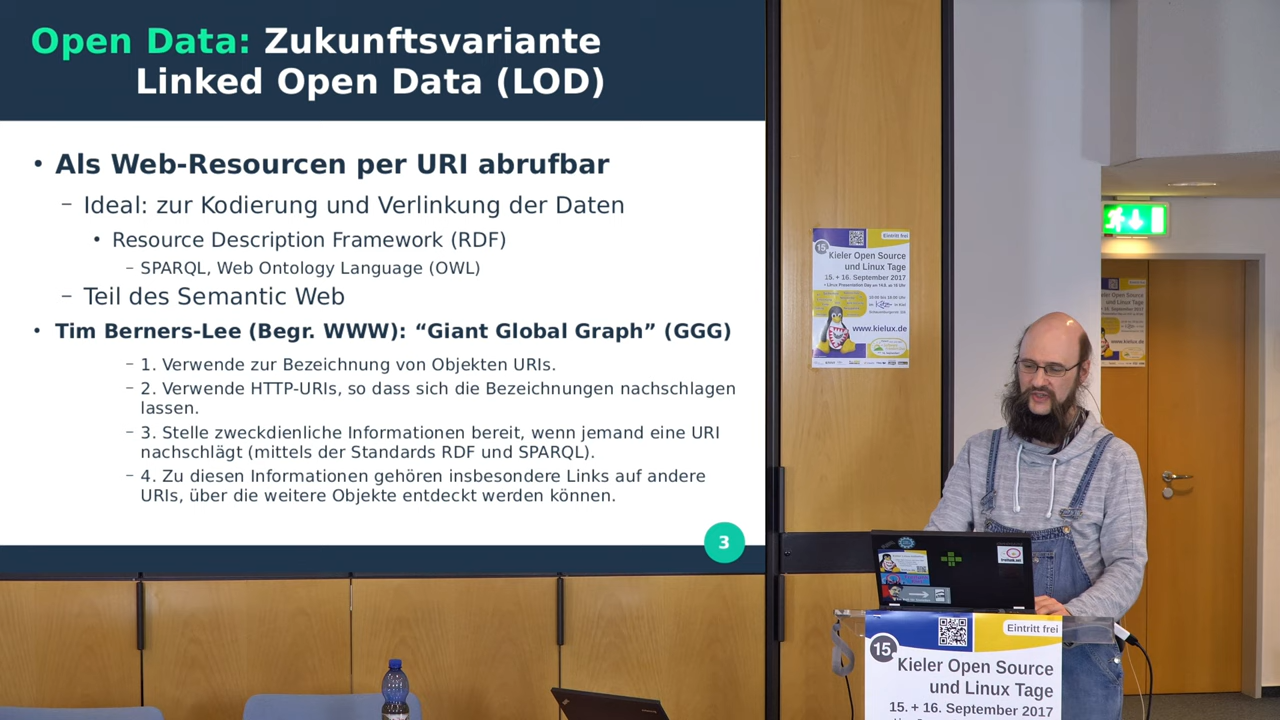 Open Data: Zukunftsvariante
Linked Open Data (LOD)
• Als Web-Resourcen per URI abrufbar
– Ideal: zur Kodierung und Verlinkung der Daten
• Resource Description Framework (RDF)
– SPARQL, Web Ontology Language (OWL)
– Teil des Semantic Web
• Tim Berners-Lee (Begr. WWW): “Giant Global Graph” (GGG)
– 1. Verwende zur Bezeichnung von Objekten URIs.
– 2. Verwende HTTP-URIs, so dass sich die Bezeichnungen nachschlagen
lassen.
– 3. Stelle zweckdienliche Informationen bereit, wenn jemand eine URI
nachschlägt (mittels der Standards RDF und SPARQL).
– 4. Zu diesen Informationen gehören insbesondere Links auf andere
URIs, über die weitere Objekte entdeckt werden können.
3
Eintritt frei
15.
Kieler Open Source
und Linux Tage
15. + 16. September 2017
www.kielux.de
Kieler Open Source
und Linux Tage
Eintritt frei
15.
Kieler Open Source
und Linux Tage
15. + 16. September 2017